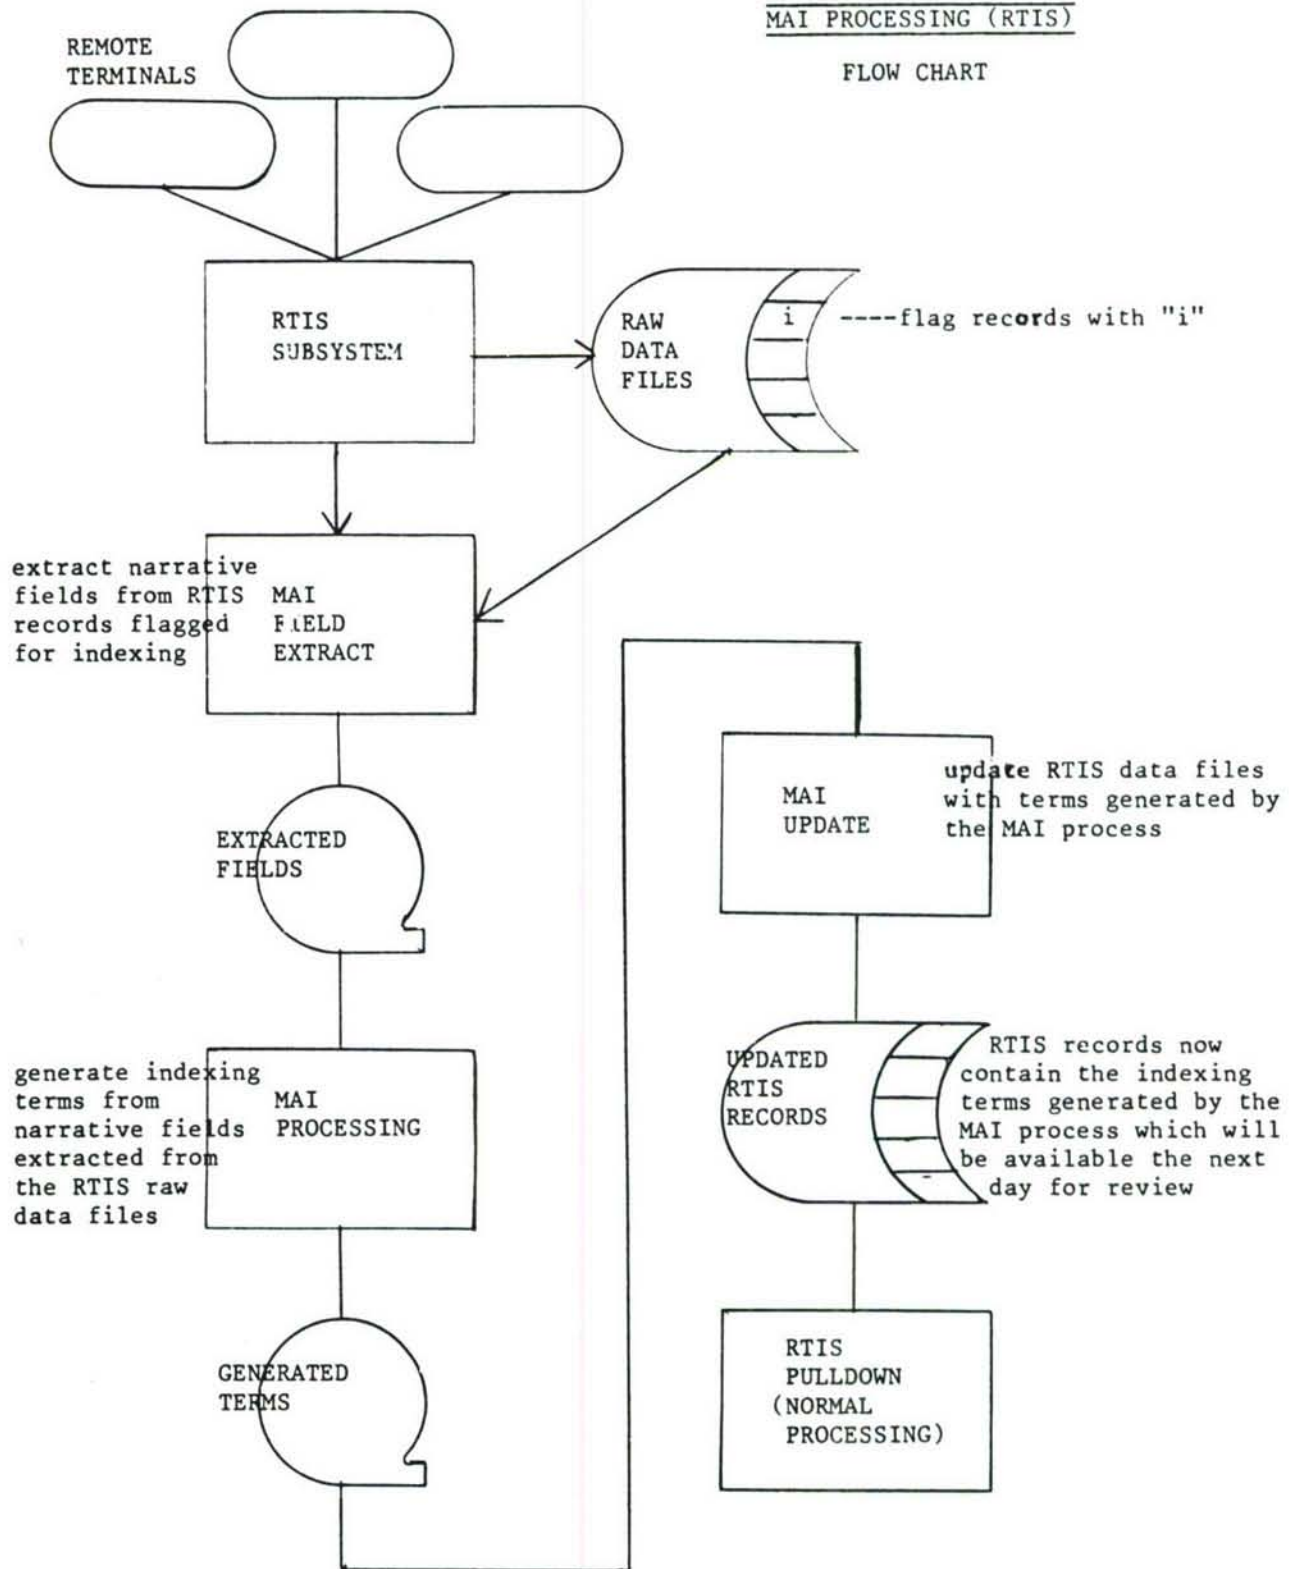 MAI PROCESSING (RTIS)
FLOW CHART
REMOTE
TERMINALS
RTIS
SUBSYSTEM
RAW
DATA
FILES
i
----flag records with "i"
extract narrative
fields from RTIS
records flagged
for indexing
MAI
FIELD
EXTRACT
EXTRACTED
FIELDS
generate indexing
terms from
narrative fields
extracted from
the RTIS raw
data files
MAI
PROCESSING
GENERATED
TERMS
MAI
UPDATE
update RTIS data files
with terms generated by
the MAI process
UPDATED
RTIS
RECORDS
RTIS records now
contain the indexing
terms generated by the
MAI process which will
be available the next
day for review
RTIS
PULLDOWN
(NORMAL
PROCESSING)